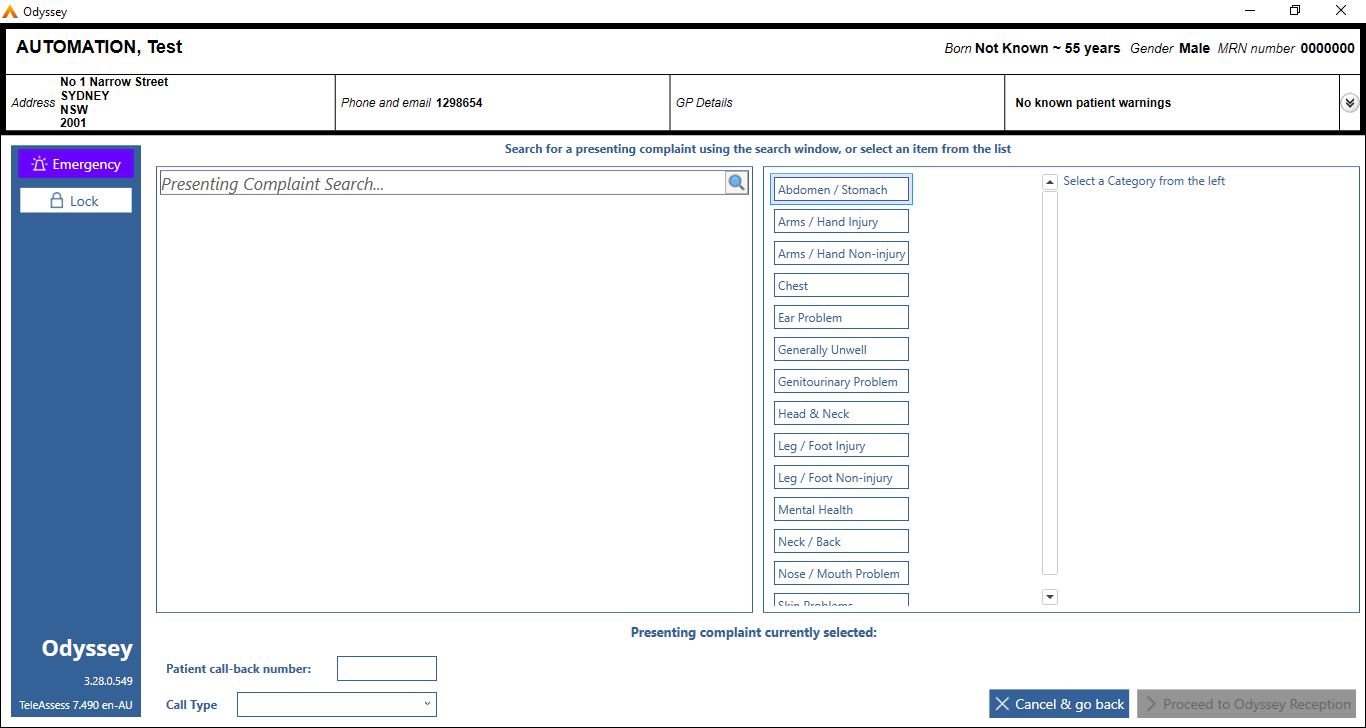 Odyssey
AUTOMATION, Test
Born Not Known ~ 55 years Gender Male MRN number 0000000
Address
No 1 Narrow Street
SYDNEY
NSW
2001
Phone and email 1298654
GP Details
No known patient warnings
Emergency
Lock
Search for a presenting complaint using the search window, or select an item from the list
Presenting Complaint Search...
Abdomen / Stomach
Arms / Hand Injury
Arms / Hand Non-injury
Chest
Ear Problem
Generally Unwell
Genitourinary Problem
Head & Neck
Leg / Foot Injury
Leg / Foot Non-injury
Mental Health
Neck / Back
Nose / Mouth Problem
Skin Problems
Select a Category from the left
Presenting complaint currently selected:
Odyssey
3.28.0.549
TeleAssess 7.490 en-AU
Patient call-back number:
Call Type
Cancel & go back
Proceed to Odyssey Reception